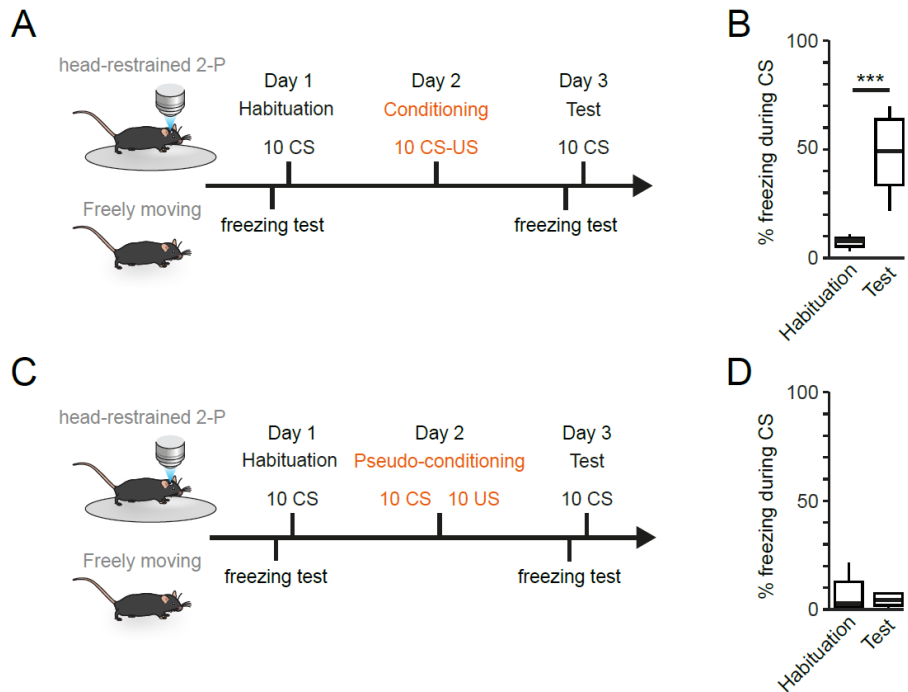 A
head-restrained 2-P
Freely moving
Day 1
Habituation
10 CS
Day 2
Conditioning
10 CS-US
Day 3
Test
10 CS
freezing test
freezing test
B
% freezing during CS
100
50
0
***
Habituation
Test
C
head-restrained 2-P
Freely moving
Day 1
Habituation
10 CS
Day 2
Pseudo-conditioning
10 CS 10 US
Day 3
Test
10 CS
freezing test
freezing test
D
% freezing during CS
100
50
0
Habituation
Test